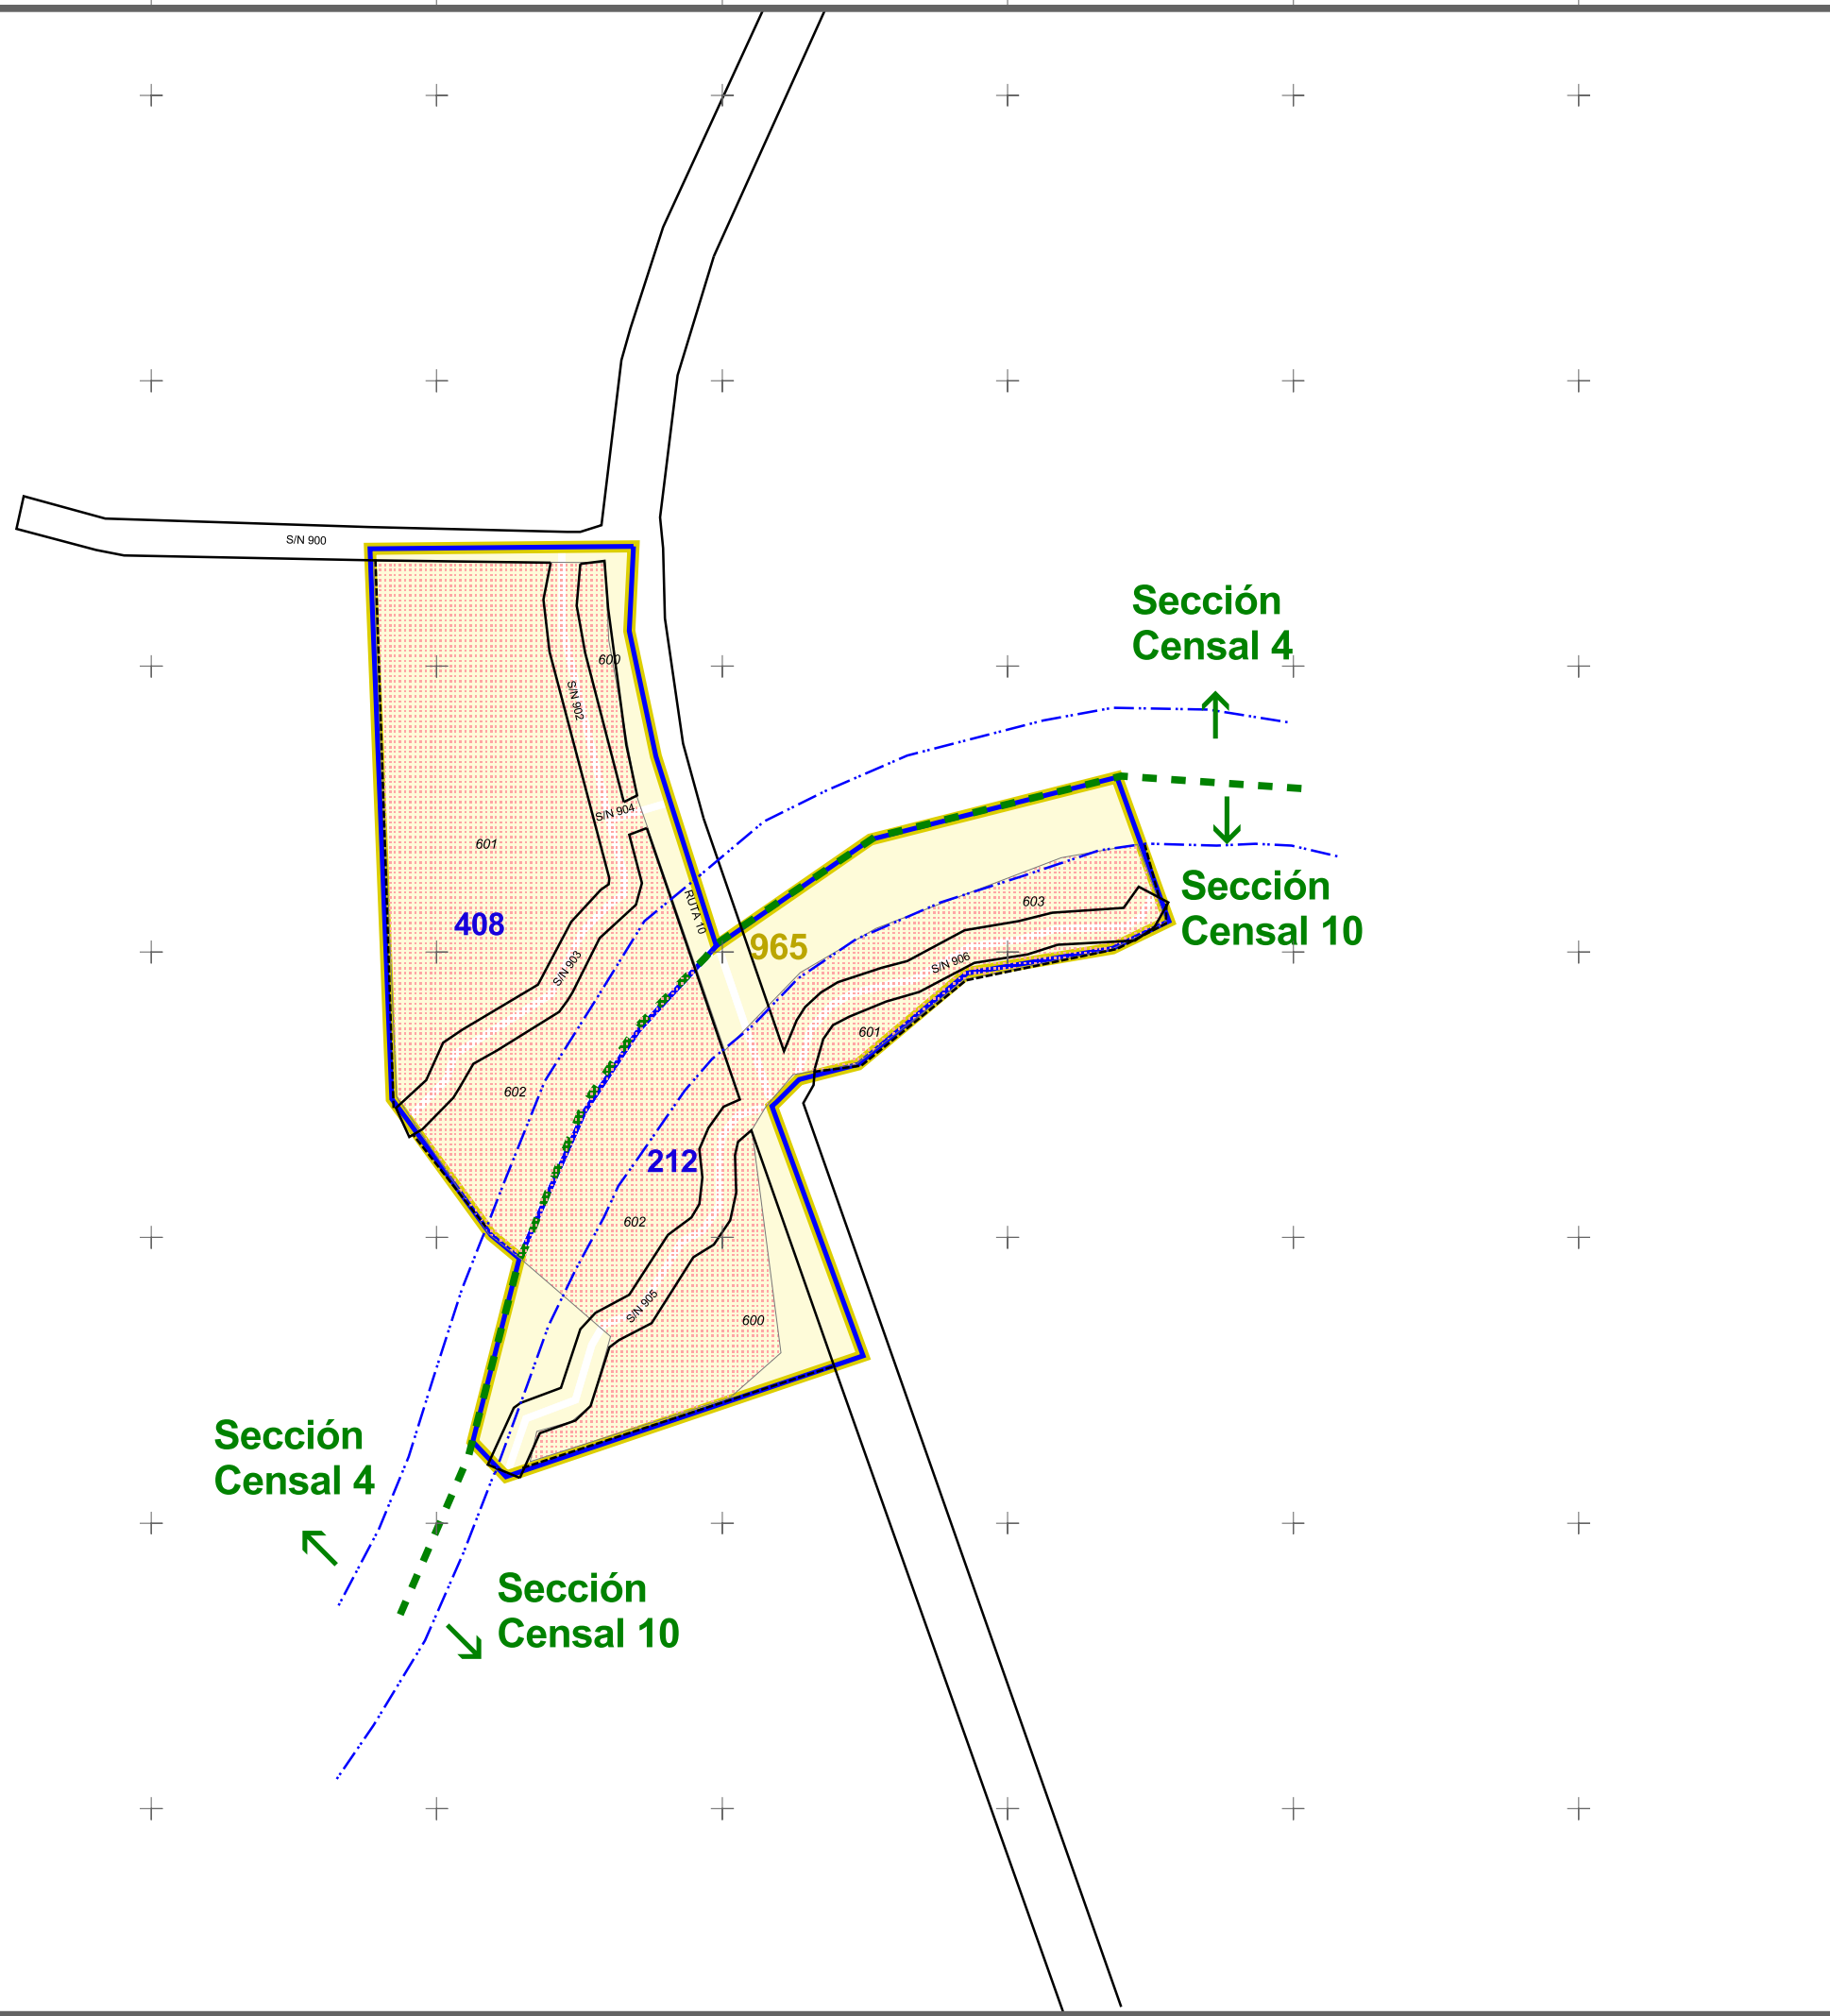 S/N 900
Sección
Censal 4
600
S/N 902
S/N 904
601
Sección
Censal 10
603
RUTA 10
408
965
S/N 903
S/N 906
601
602
212
602
S/N 905
600
Sección
Censal 4
Sección
Censal 10